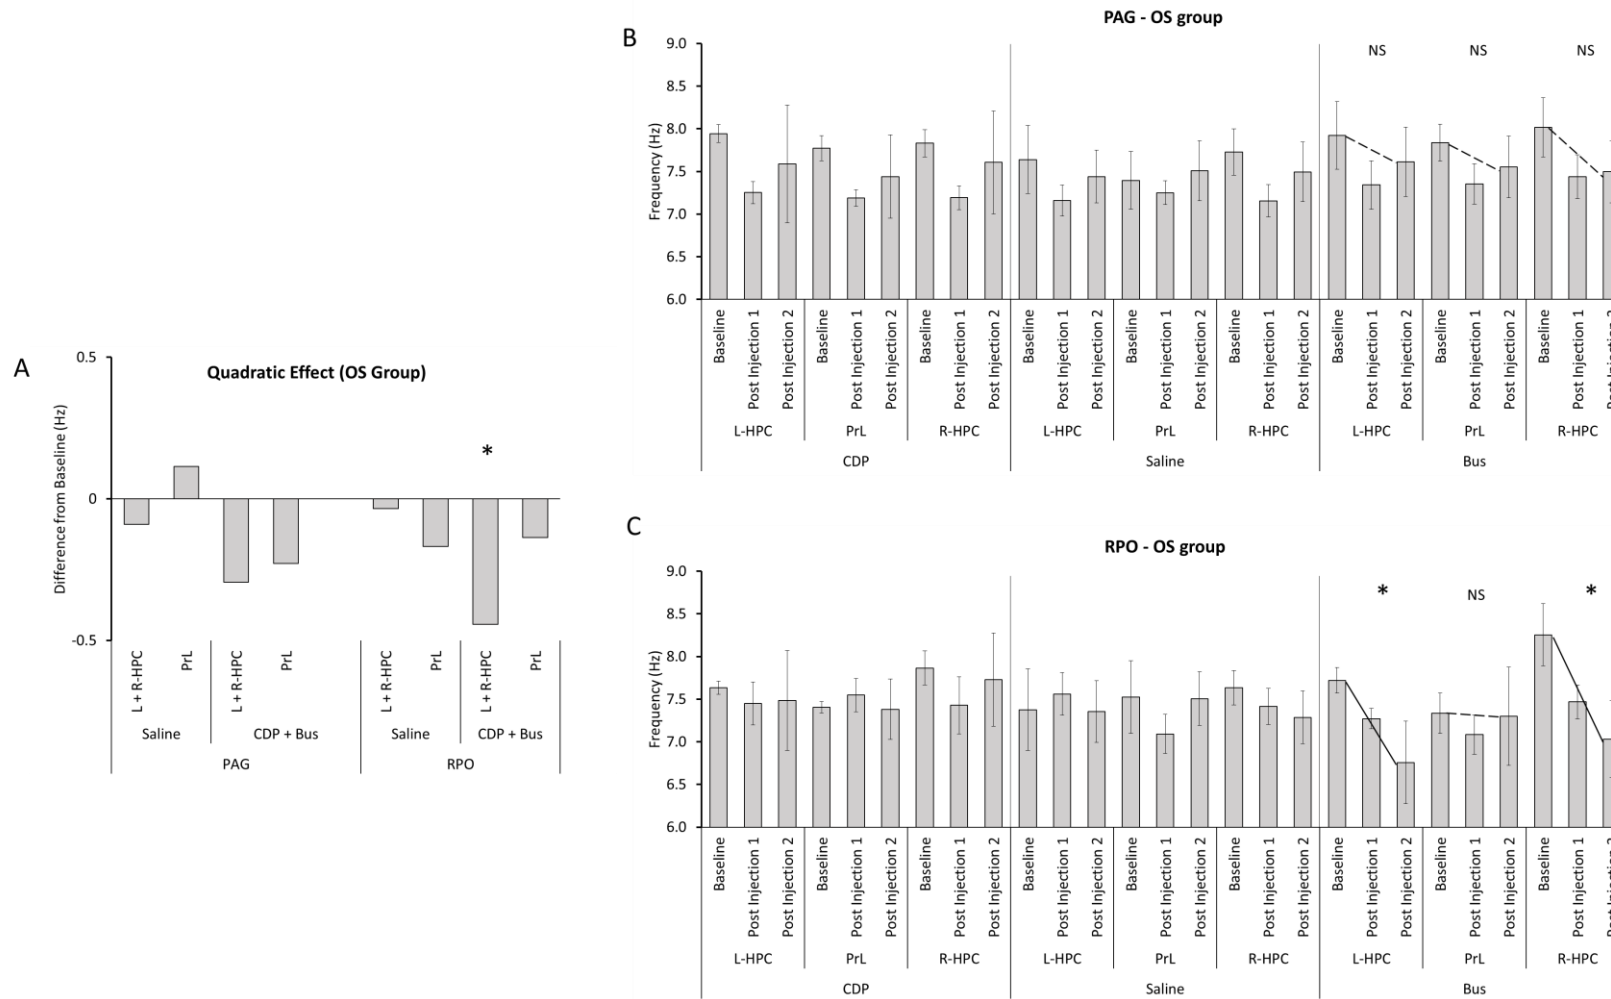 A
Quadratic Effect (OS Group)
Difference from Baseline (Hz)
0.5
0
-0.5
*
L + R-HPC PrL L + R-HPC PrL L + R-HPC PrL L + R-HPC PrL
Saline CDP + Bus Saline CDP + Bus
PAG RPO
B
PAG - OS group
Frequency (Hz)
9.0
8.5
8.0
7.5
7.0
6.5
6.0
NS NS NS
Baseline Post Injection 1 Post Injection 2 Baseline Post Injection 1 Post Injection 2 Baseline Post Injection 1 Post Injection 2 Baseline Post Injection 1 Post Injection 2 Baseline Post Injection 1 Post Injection 2 Baseline Post Injection 1 Post Injection 2 Baseline Post Injection 1 Post Injection 2 Baseline Post Injection 1 Post Injection 2 Baseline Post Injection 1
L-HPC PrL R-HPC L-HPC PrL R-HPC L-HPC PrL R-HPC
CDP Saline Bus
C
RPO - OS group
Frequency (Hz)
9.0
8.5
8.0
7.5
7.0
6.5
6.0
* NS *
Baseline Post Injection 1 Post Injection 2 Baseline Post Injection 1 Post Injection 2 Baseline Post Injection 1 Post Injection 2 Baseline Post Injection 1 Post Injection 2 Baseline Post Injection 1 Post Injection 2 Baseline Post Injection 1 Post Injection 2 Baseline Post Injection 1 Post Injection 2 Baseline Post Injection 1 Post Injection 2 Baseline Post Injection 1
L-HPC PrL R-HPC L-HPC PrL R-HPC L-HPC PrL R-HPC
CDP Saline Bus